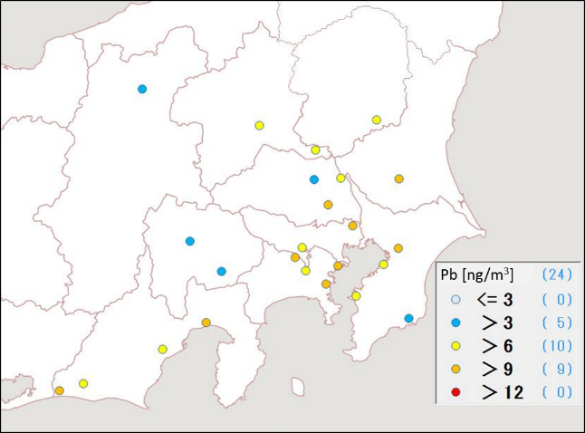 Pb [ng/m³] (24)
<= 3 ( 0)
> 3 ( 5)
> 6 (10)
> 9 ( 9)
> 12 ( 0)